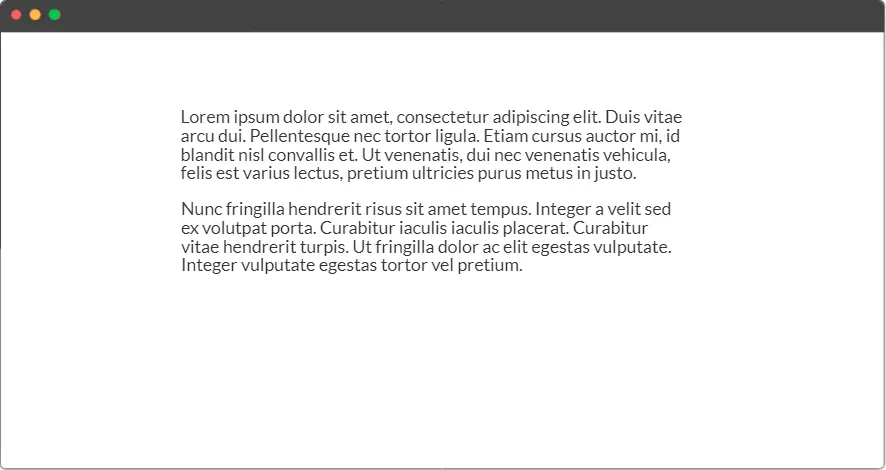 Lorem ipsum dolor sit amet, consectetur adipiscing elit. Duis vitae
arcu dui. Pellentesque nec tortor ligula. Etiam cursus auctor mi, id
blandit nisl convallis et. Ut venenatis, dui nec venenatis vehicula,
felis est varius lectus, pretium ultricies purus metus in justo.
Nunc fringilla hendrerit risus sit amet tempus. Integer a velit sed
ex volutpat porta. Curabitur iaculis iaculis placerat. Curabitur
vitae hendrerit turpis. Ut fringilla dolor ac elit egestas vulputate.
Integer vulputate egestas tortor vel pretium.